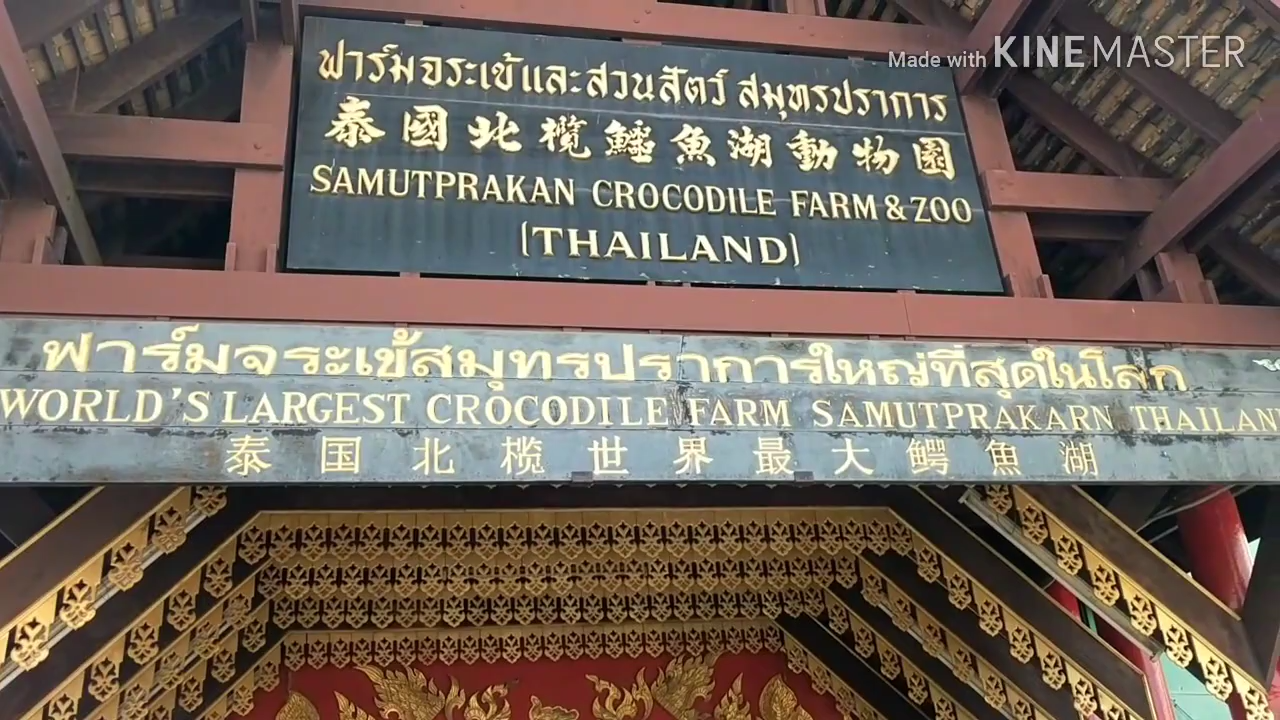 Made with KINEMASTER
ฟาร์มจระเข้และสวนสัตว์ สมุทรปราการ
泰國北欖鱷魚湖動物園
SAMUTPRAKAN CROCODILE FARM & ZOO
(THAILAND)
ฟาร์มจระเข้สมุทรปราการใหญ่ที่สุดในโลก
WORLD'S LARGEST CROCODILE FARM SAMUTPRAKARN THAILAN
泰国北榄世界最大鳄魚湖